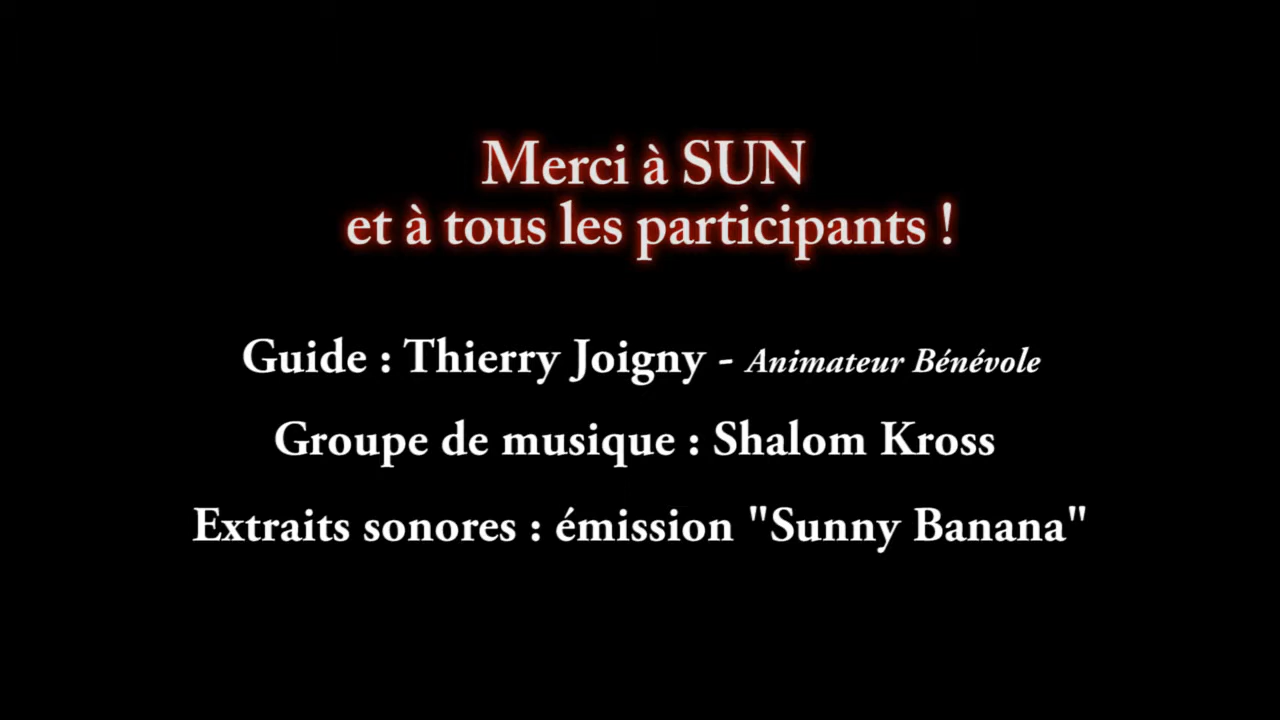 Merci à SUN
et à tous les participants !
Guide : Thierry Joigny - Animateur Bénévole
Groupe de musique : Shalom Kross
Extraits sonores : émission "Sunny Banana"